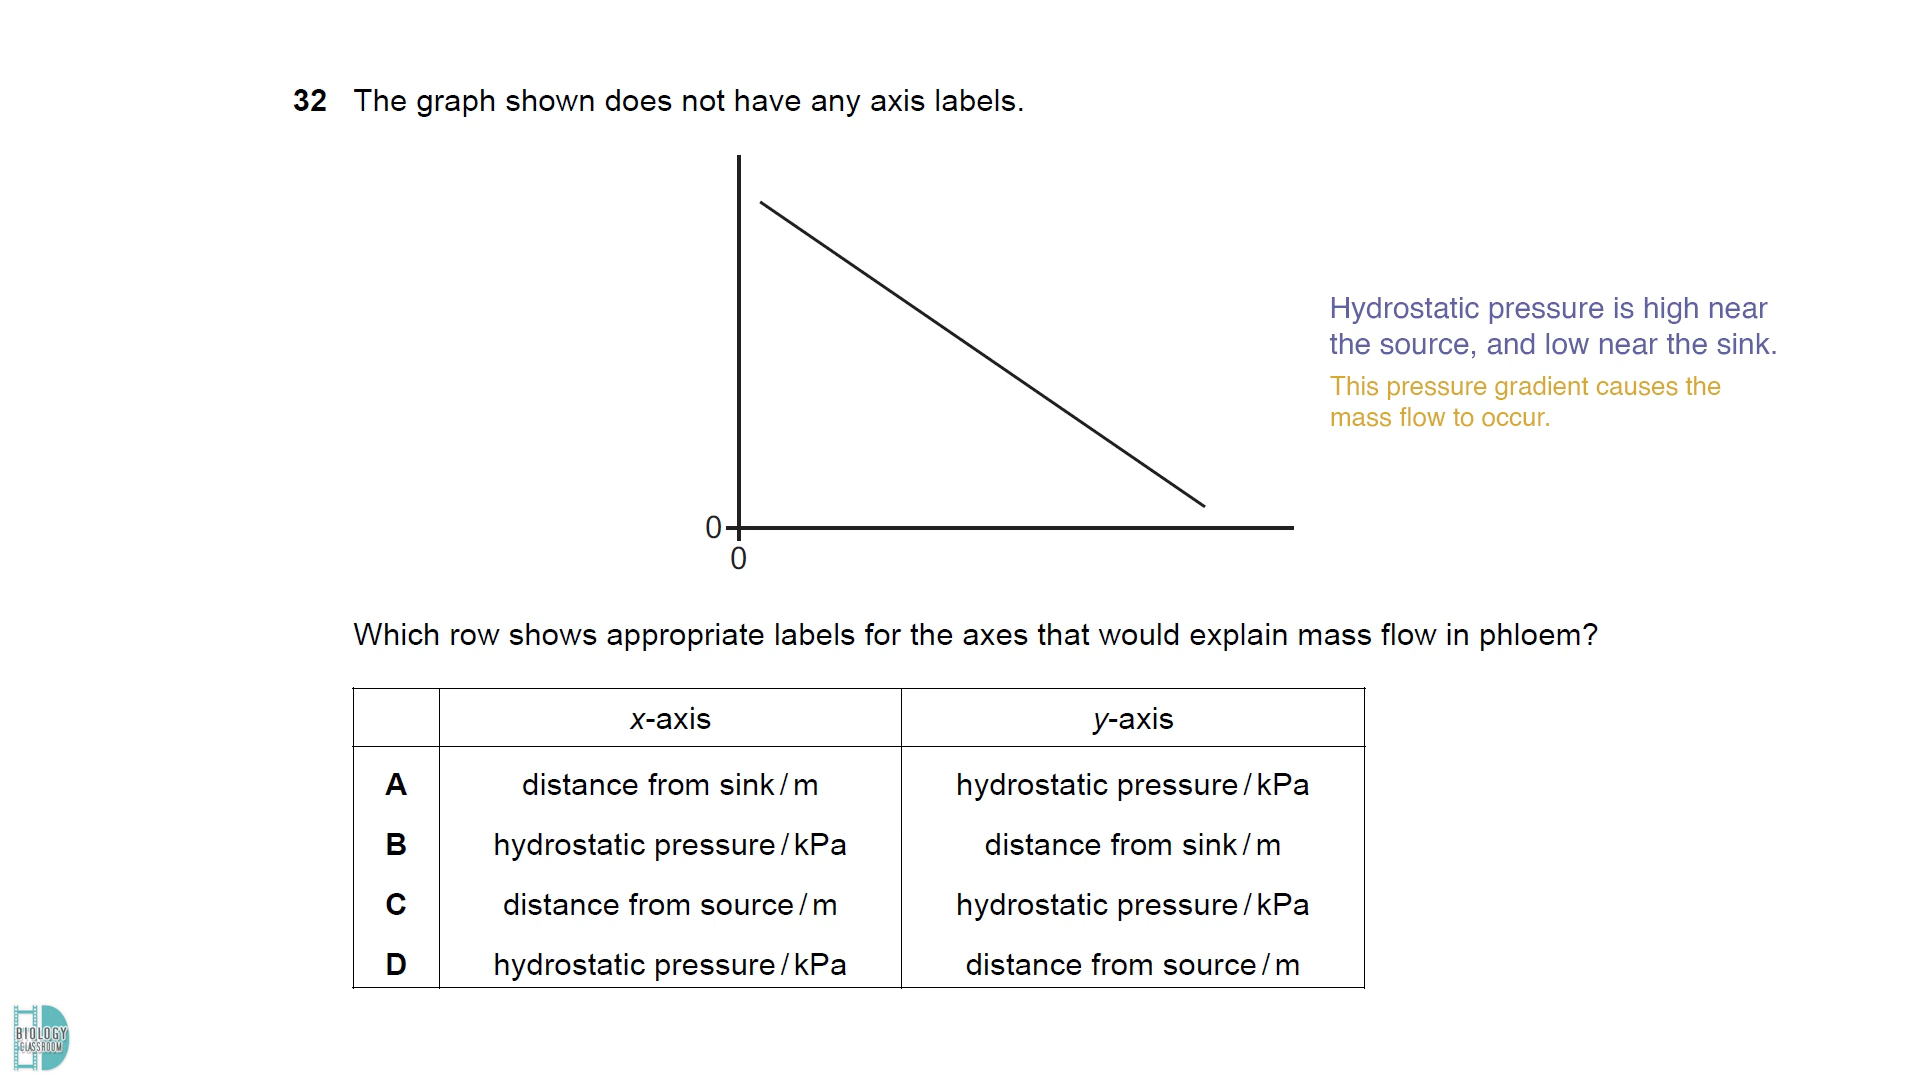 32 The graph shown does not have any axis labels.
Hydrostatic pressure is high near
the source, and low near the sink.
This pressure gradient causes the
mass flow to occur.
0
0
Which row shows appropriate labels for the axes that would explain mass flow in phloem?
x-axis y-axis
A distance from sink / m hydrostatic pressure / kPa
B hydrostatic pressure / kPa distance from sink / m
C distance from source / m hydrostatic pressure / kPa
D hydrostatic pressure / kPa distance from source / m
BIOLOGY
CLASSROOM